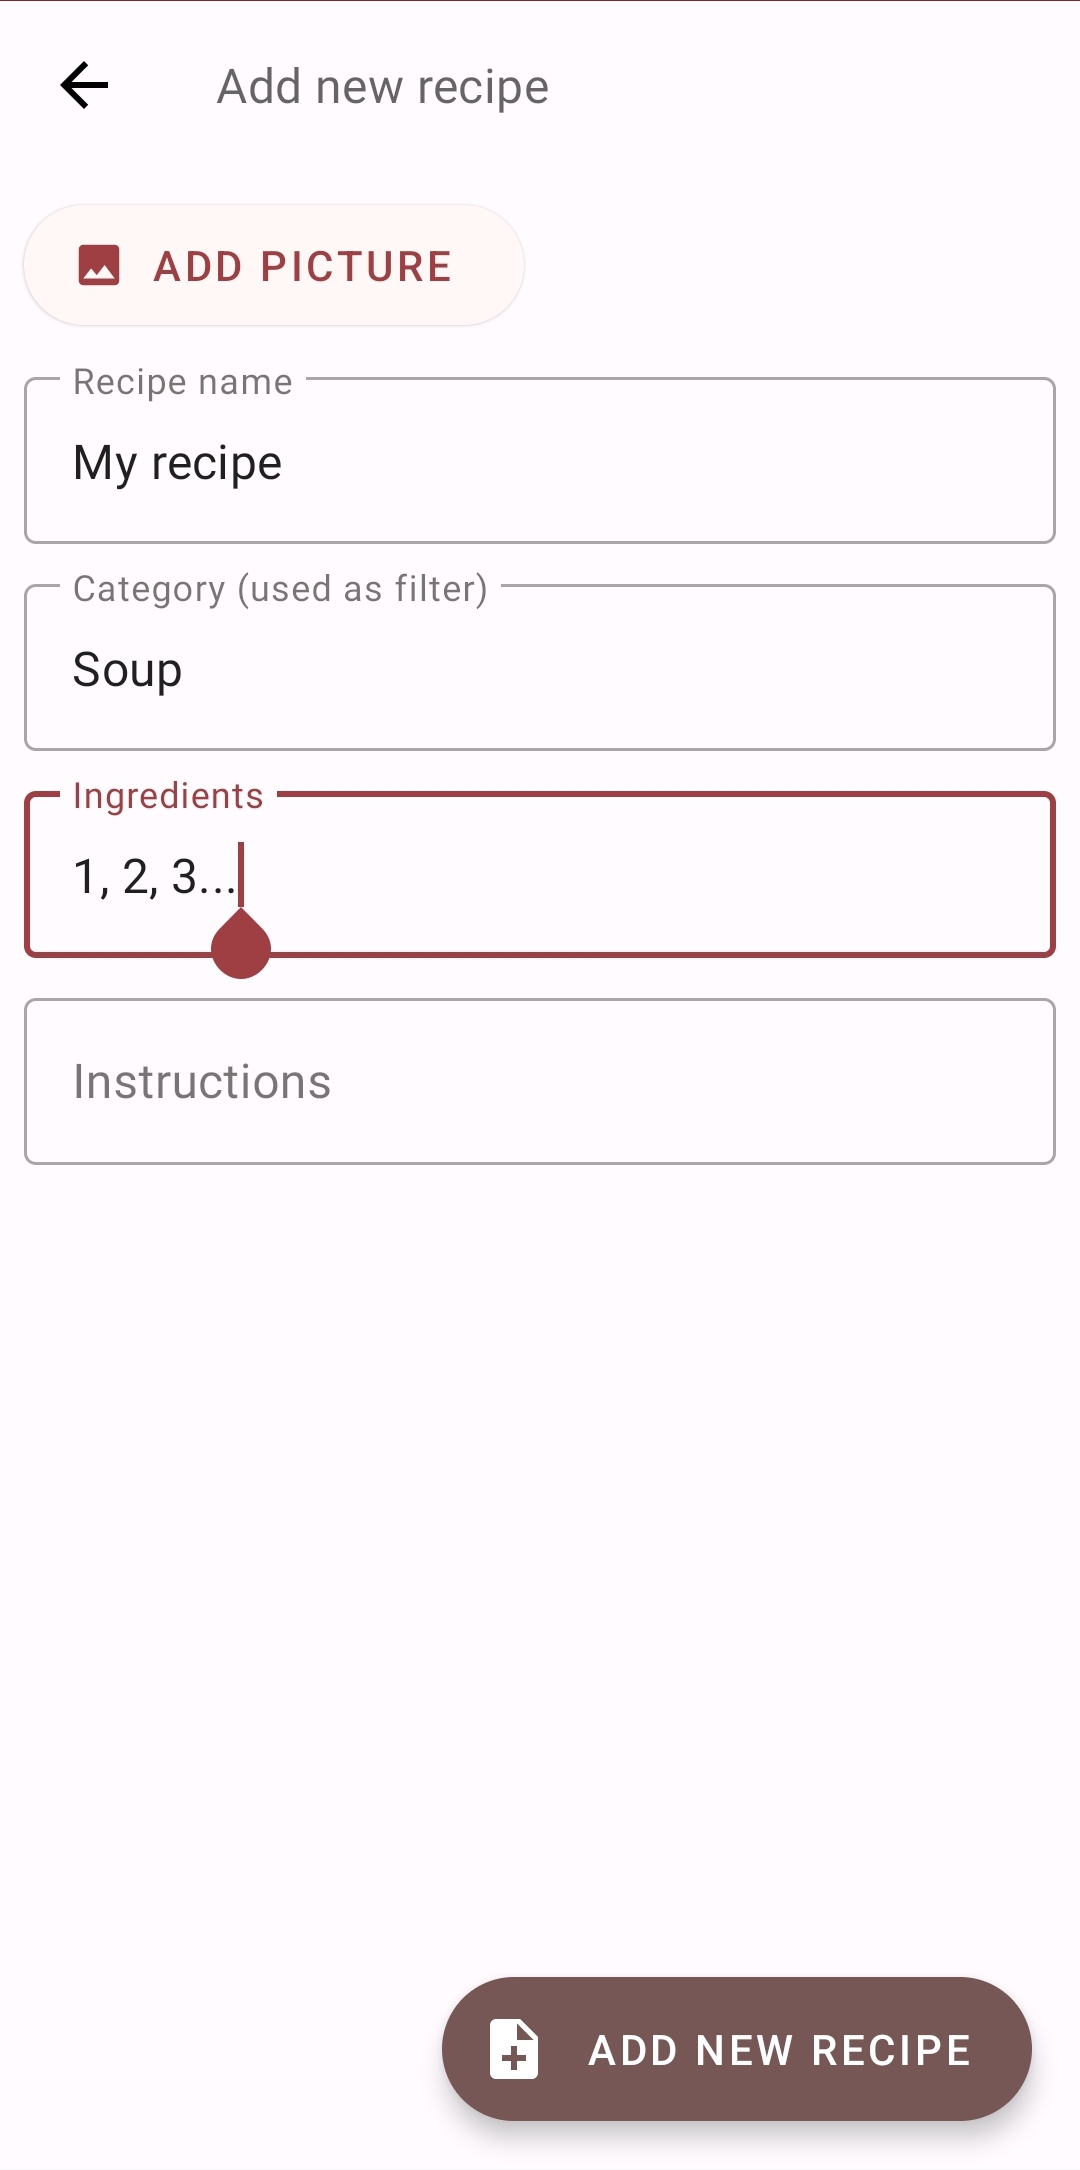 Add new recipe
ADD PICTURE
Recipe name
My recipe
Category (used as filter)
Soup
Ingredients
1, 2, 3...
Instructions
ADD NEW RECIPE